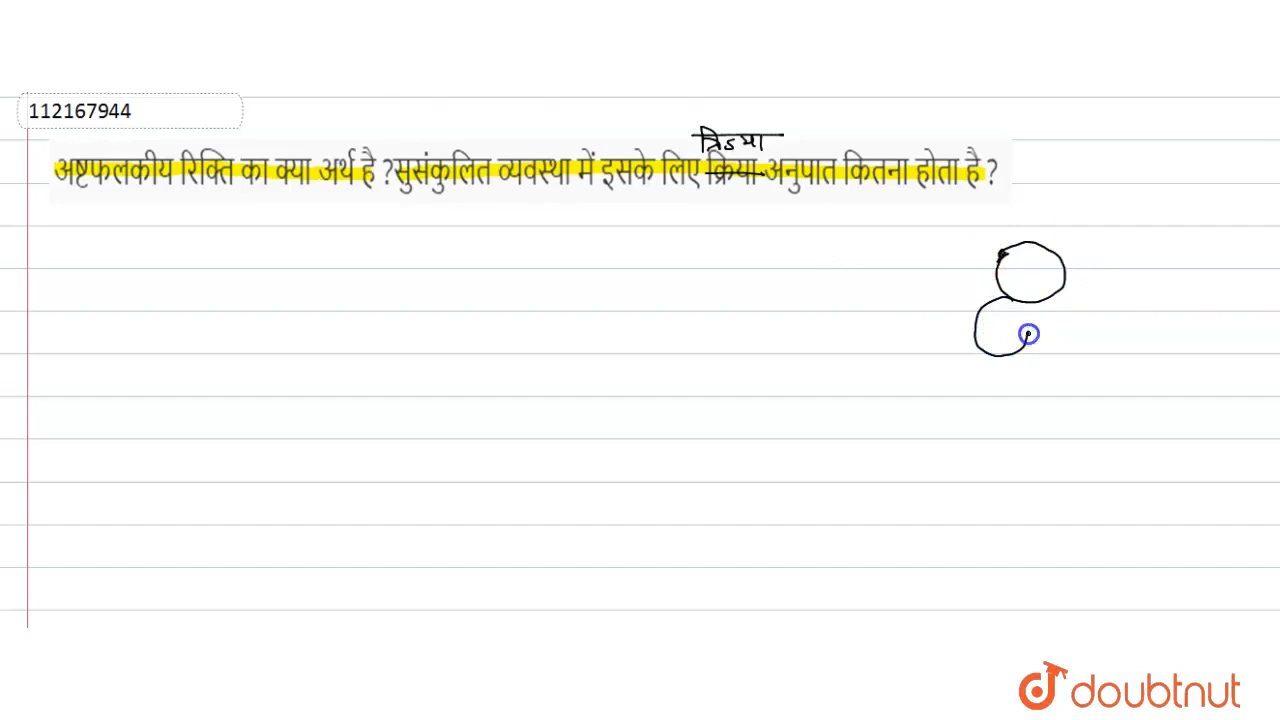 112167944
त्रिज्या
अष्टफलकीय रिक्ति का क्या अर्थ है ?सुसंकुलित व्यवस्था में इसके लिए क्रिया अनुपात कितना होता है ?
doubtnut